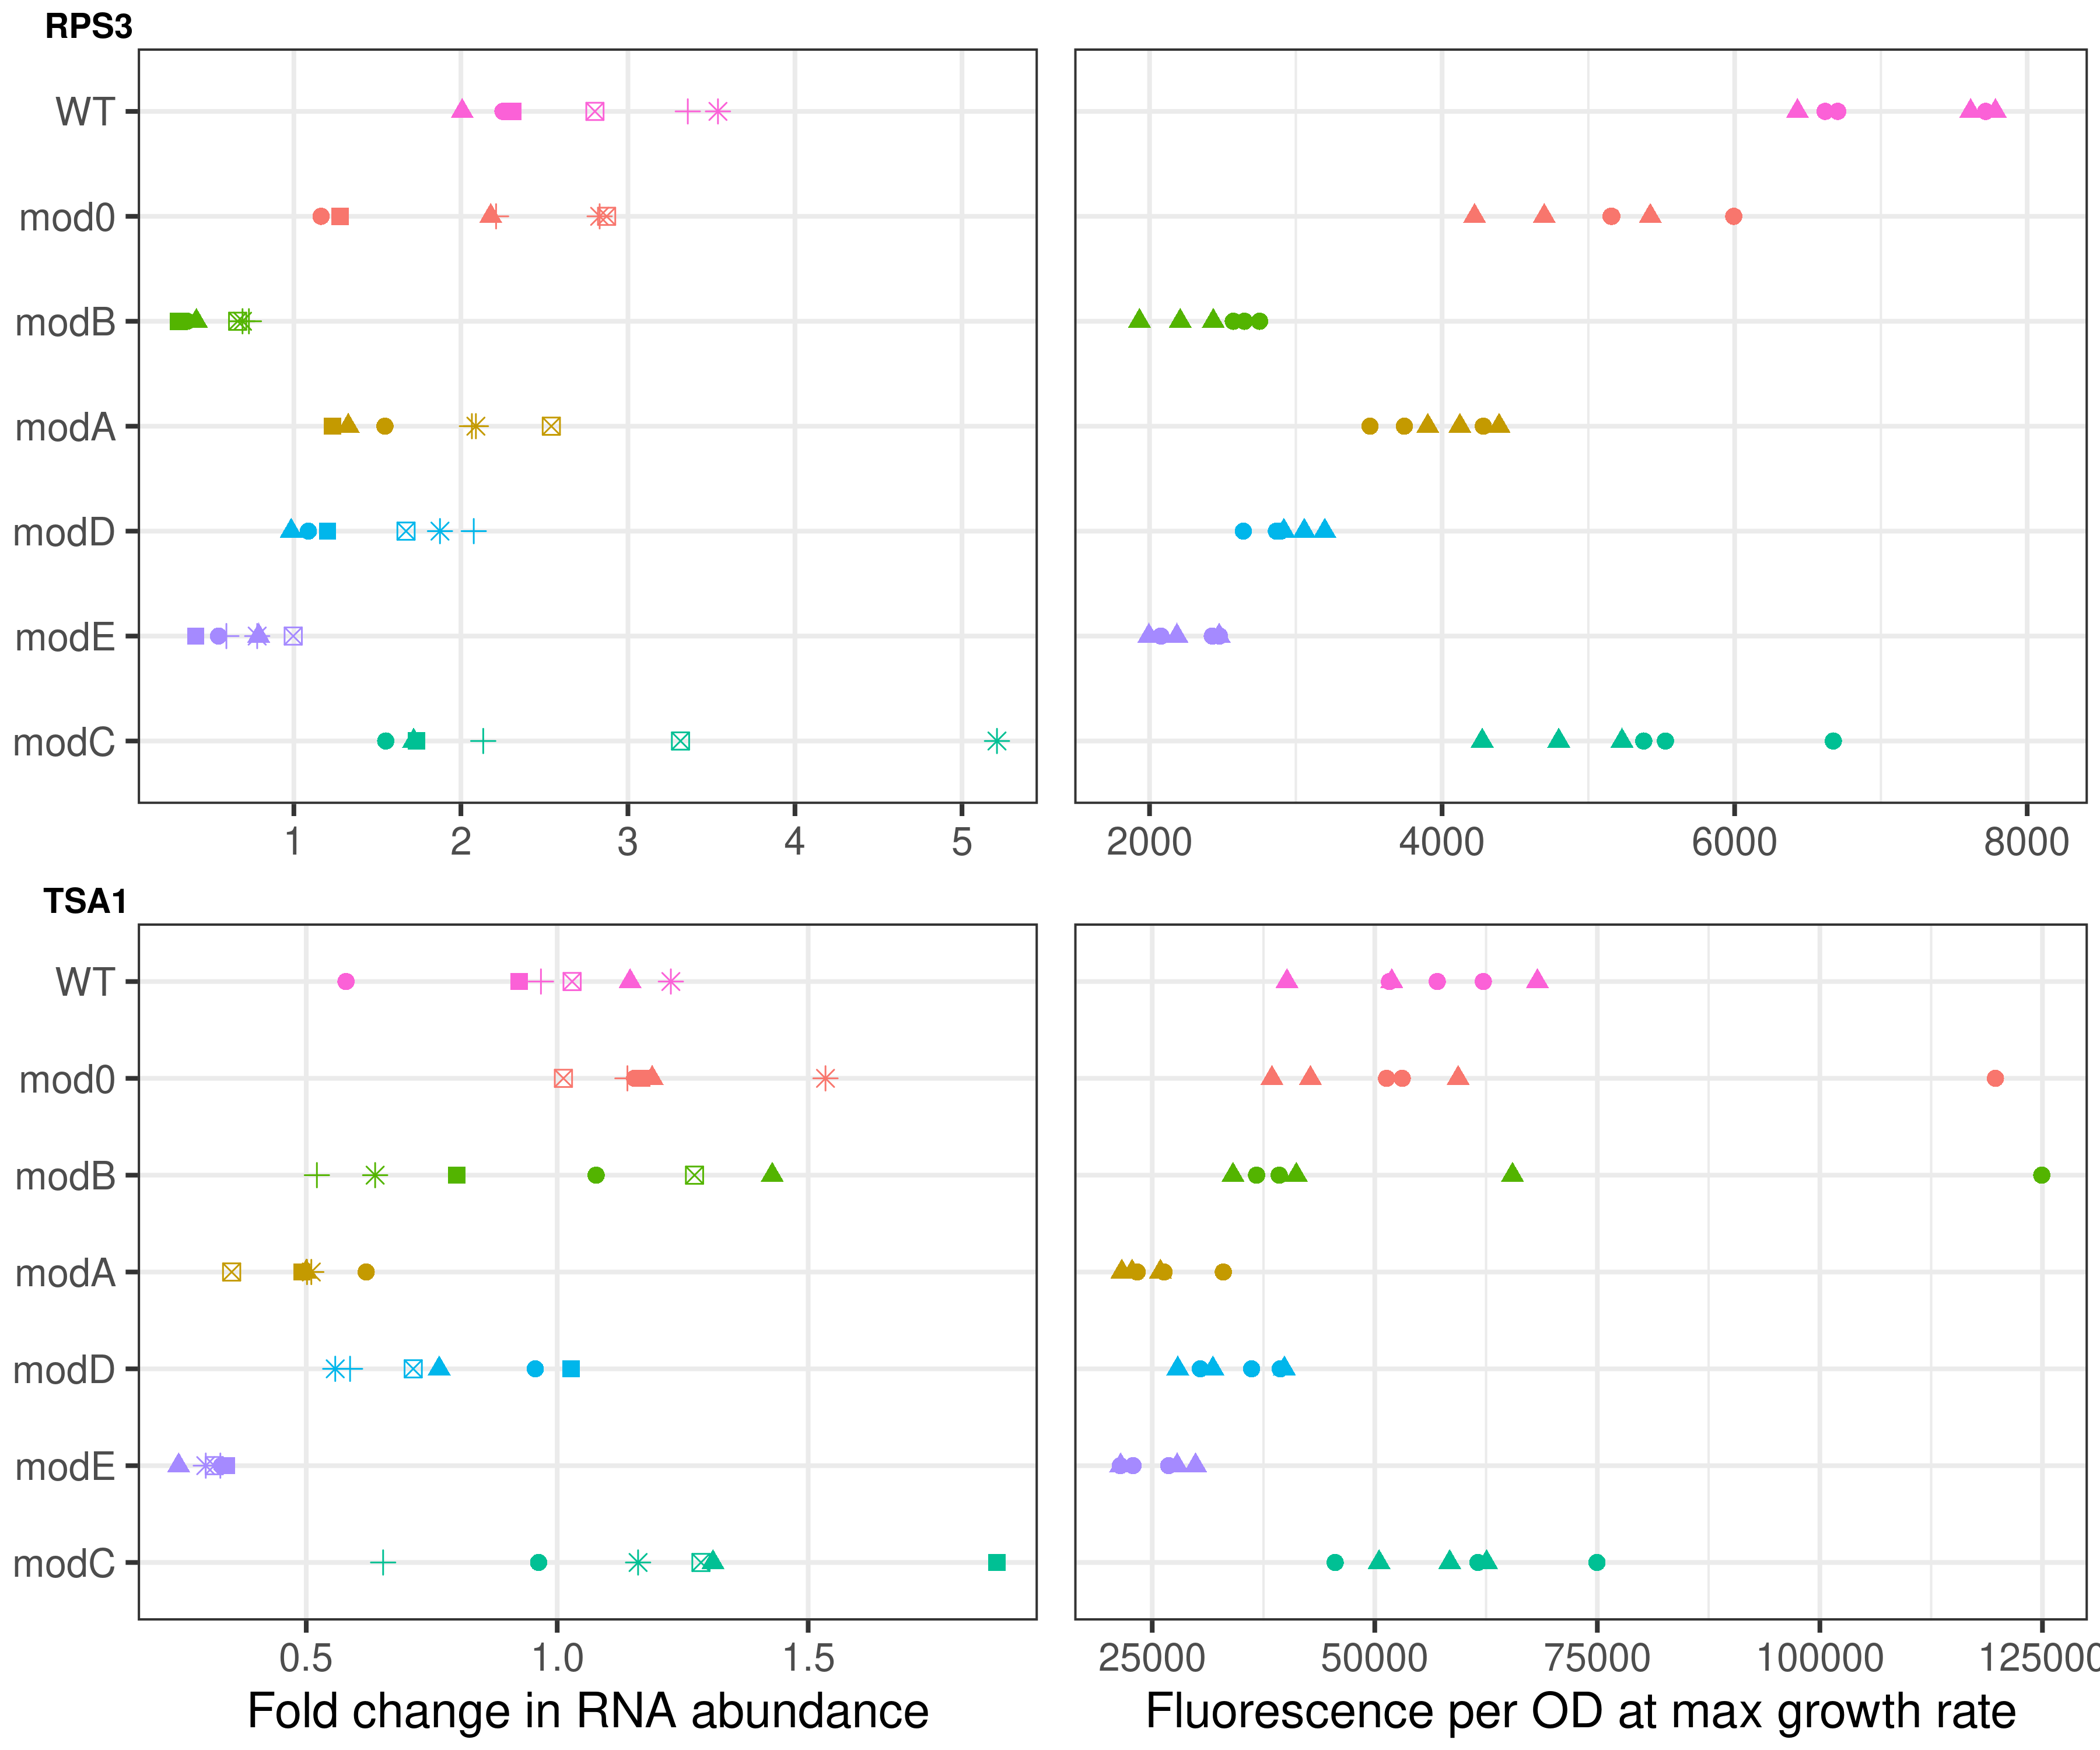 RPS3
WT
mod0
modB
modA
modD
modE
modC
1 2 3 4 5
2000 4000 6000 8000
TSA1
WT
mod0
modB
modA
modD
modE
modC
0.5 1.0 1.5
25000 50000 75000 100000 125000
Fold change in RNA abundance
Fluorescence per OD at max growth rate